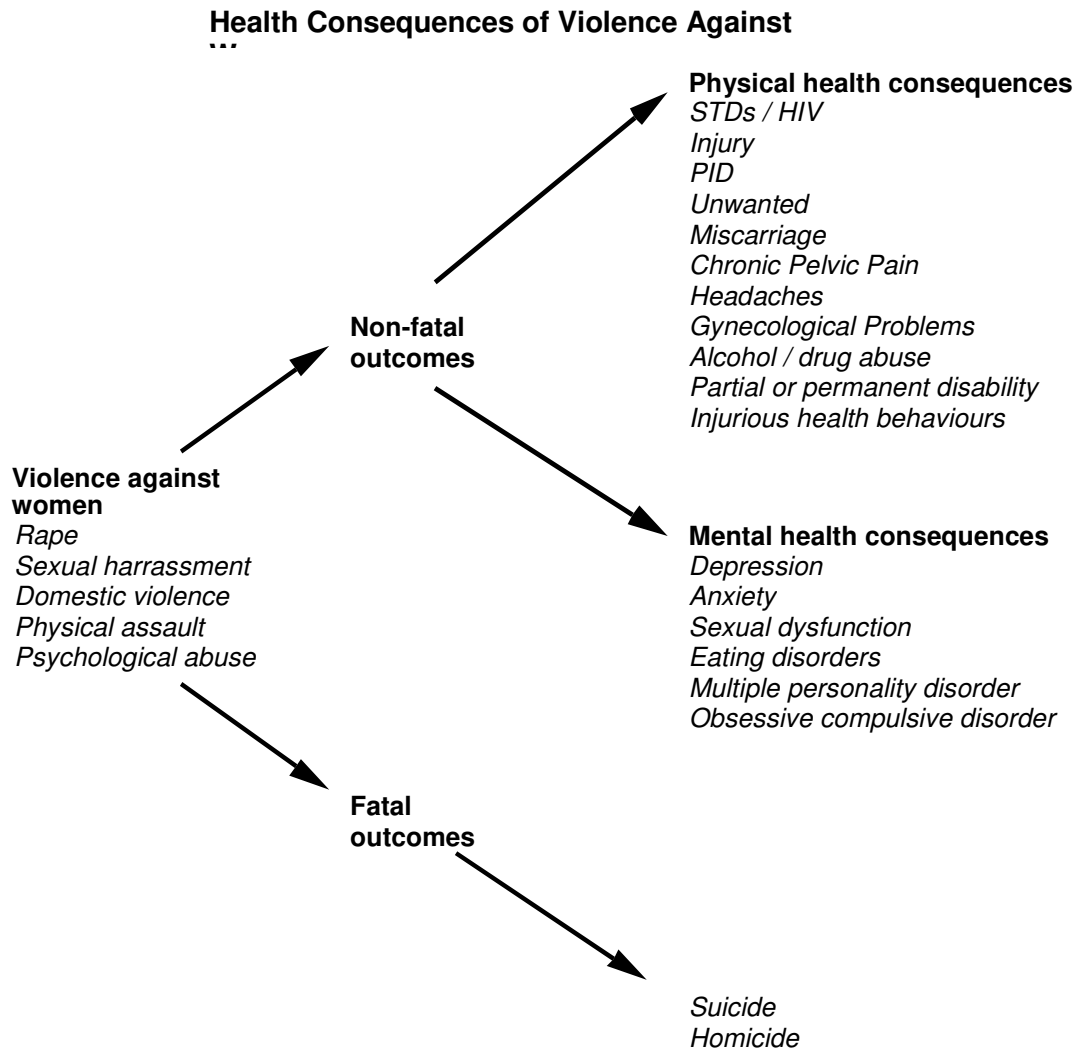 Health Consequences of Violence Against
Physical health consequences
STDs / HIV
Injury
PID
Unwanted
Miscarriage
Chronic Pelvic Pain
Headaches
Gynecological Problems
Alcohol / drug abuse
Partial or permanent disability
Injurious health behaviours
Non-fatal
outcomes
Violence against
women
Rape
Sexual harrassment
Domestic violence
Physical assault
Psychological abuse
Mental health consequences
Depression
Anxiety
Sexual dysfunction
Eating disorders
Multiple personality disorder
Obsessive compulsive disorder
Fatal
outcomes
Suicide
Homicide